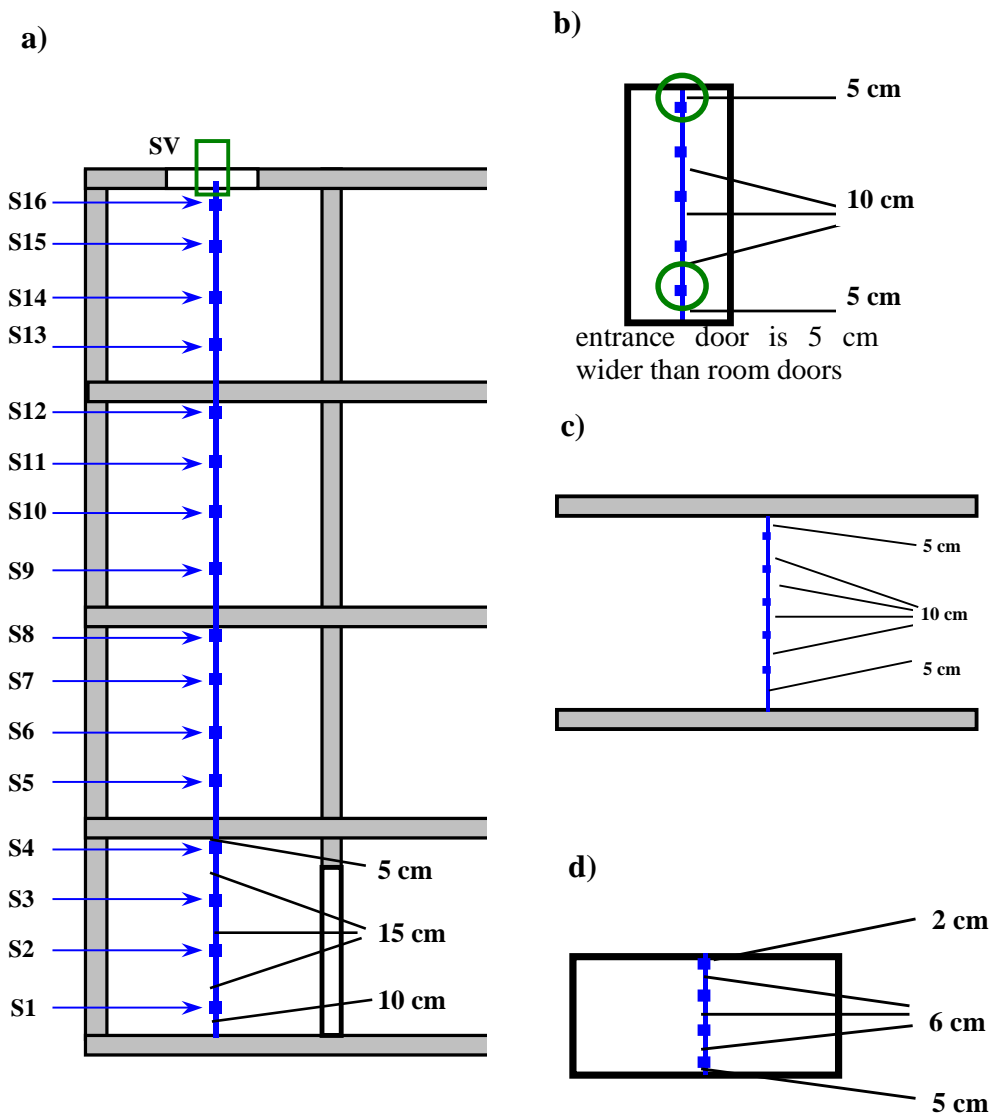 a)
SV
S16
S15
S14
S13
S12
S11
S10
S9
S8
S7
S6
S5
S4
S3
S2
S1
5 cm
15 cm
10 cm
b)
5 cm
10 cm
5 cm
entrance door is 5 cm
wider than room doors
c)
5 cm
10 cm
5 cm
d)
2 cm
6 cm
5 cm